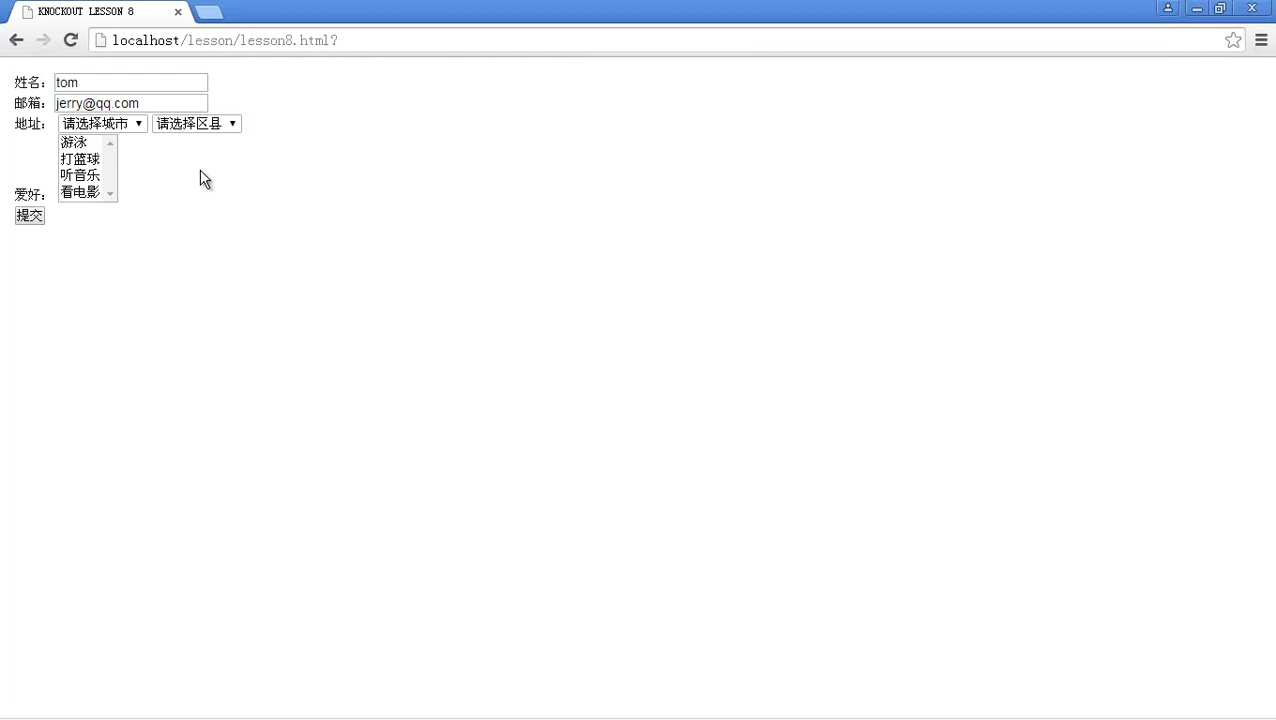 KNOCKOUT LESSON 8
localhost/lesson/lesson8.html?
姓名： tom
邮箱： jerry@qq.com
地址： 请选择城市 请选择区县
游泳
打篮球
听音乐
爱好： 看电影
提交